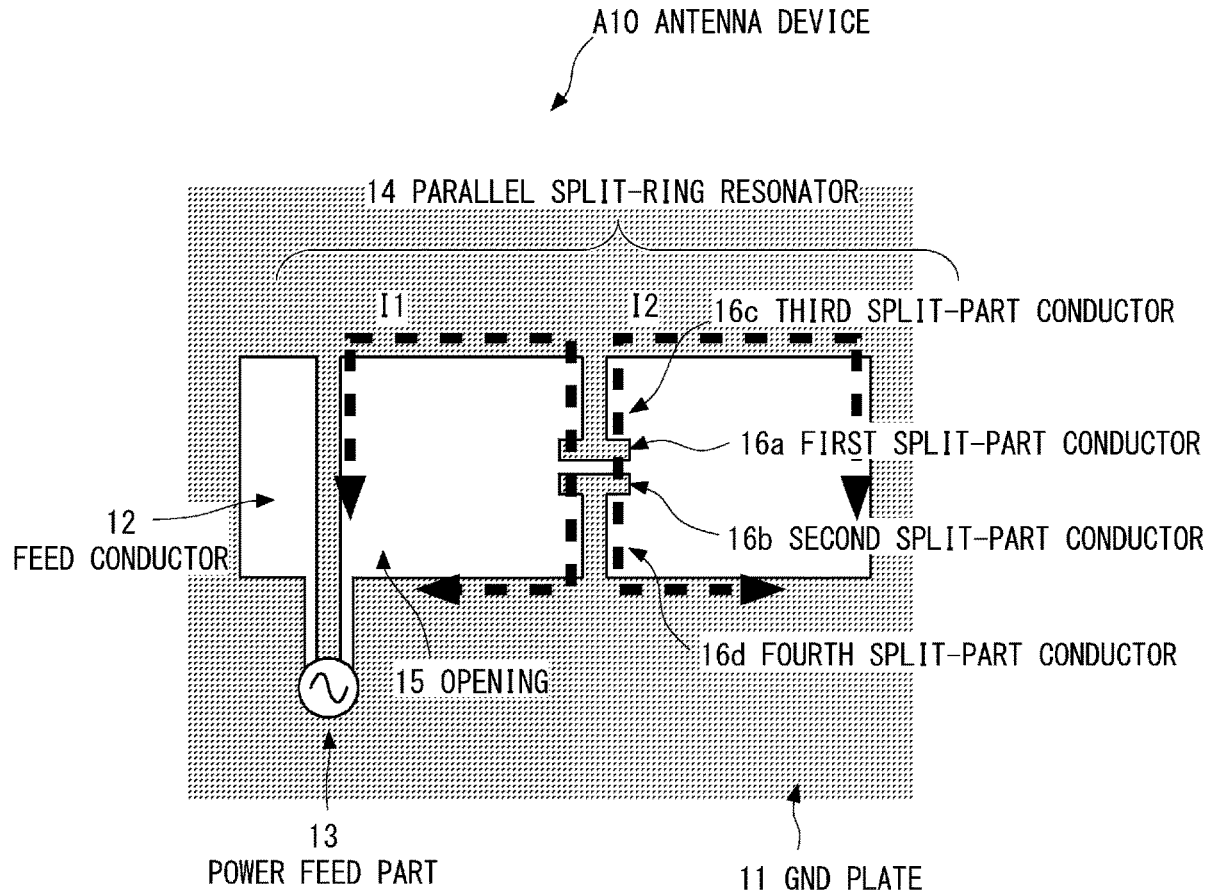 A10 ANTENNA DEVICE
14 PARALLEL SPLIT-RING RESONATOR
I1
I2
16c THIRD SPLIT-PART CONDUCTOR
16a FIRST SPLIT-PART CONDUCTOR
12
FEED CONDUCTOR
16b SECOND SPLIT-PART CONDUCTOR
16d FOURTH SPLIT-PART CONDUCTOR
15 OPENING
13
POWER FEED PART
11 GND PLATE